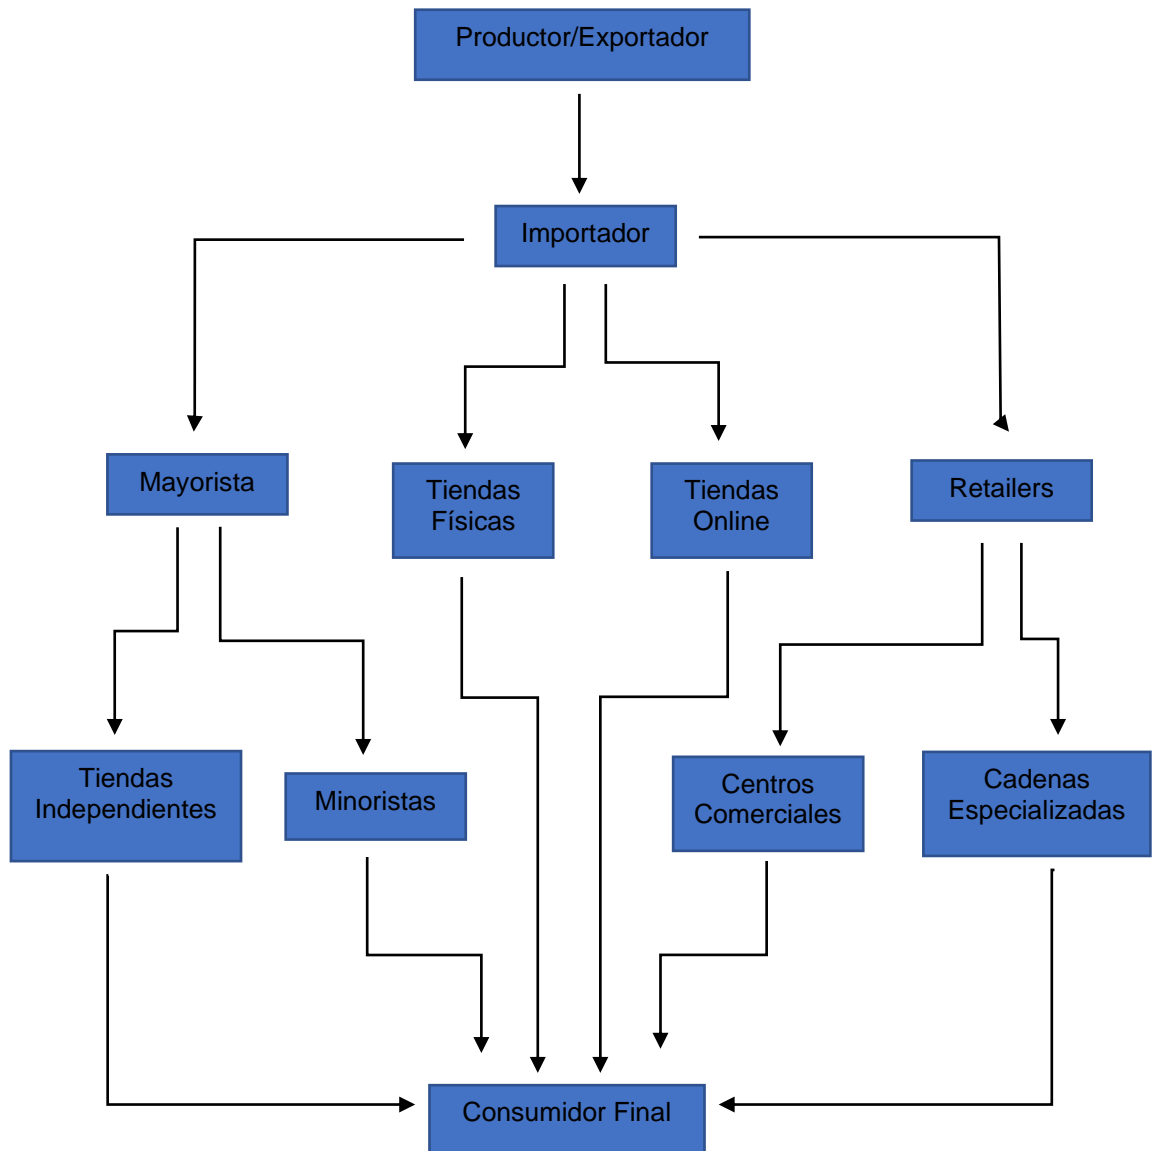 Productor/Exportador
Importador
Mayorista
Tiendas
Físicas
Tiendas
Online
Retailers
Tiendas
Independientes
Minoristas
Centros
Comerciales
Cadenas
Especializadas
Consumidor Final